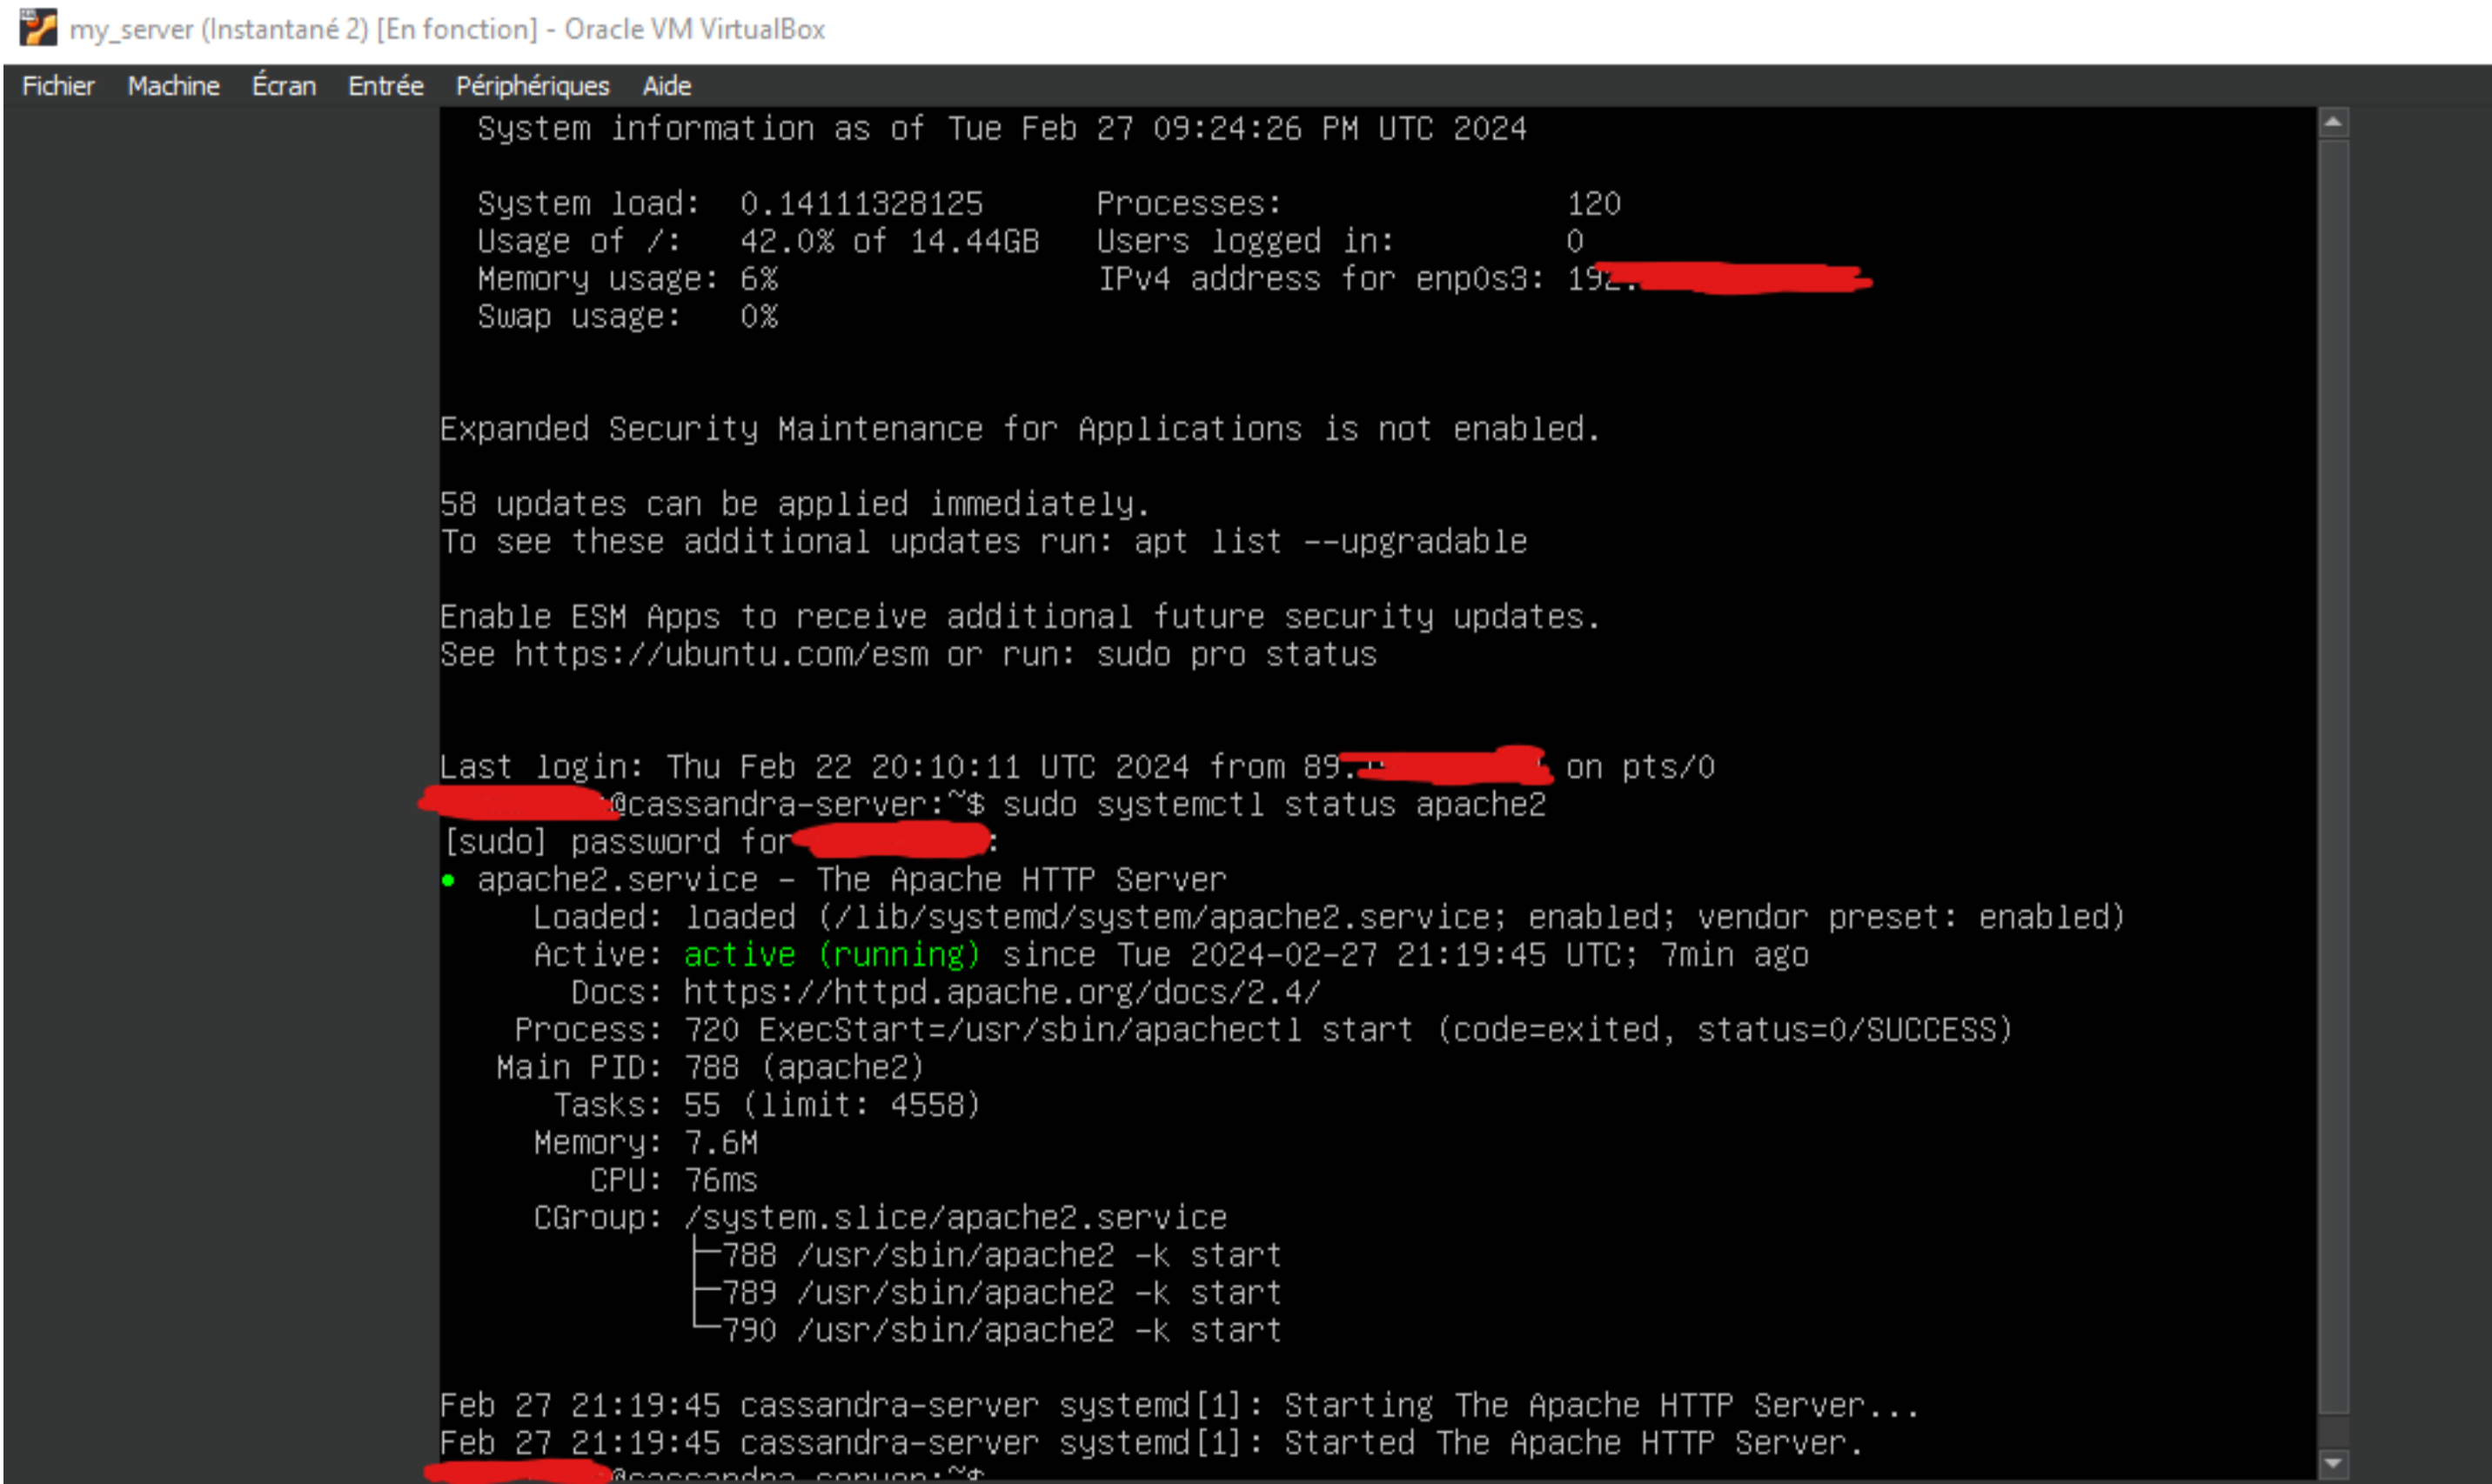 my_server (Instantané 2) [En fonction] - Oracle VM VirtualBox
Fichier Machine Écran Entrée Périphériques Aide
System information as of Tue Feb 27 09:24:26 PM UTC 2024
System load: 0.14111328125 Processes: 120
Usage of /: 42.0% of 14.44GB Users logged in: 0
Memory usage: 6% IPv4 address for enp0s3: 192.
Swap usage: 0%
Expanded Security Maintenance for Applications is not enabled.
58 updates can be applied immediately.
To see these additional updates run: apt list --upgradable
Enable ESM Apps to receive additional future security updates.
See https://ubuntu.com/esm or run: sudo pro status
Last login: Thu Feb 22 20:10:11 UTC 2024 from 89. on pts/0
@cassandra-server:~$ sudo systemctl status apache2
[sudo] password for :
• apache2.service - The Apache HTTP Server
Loaded: loaded (/lib/systemd/system/apache2.service; enabled; vendor preset: enabled)
Active: active (running) since Tue 2024-02-27 21:19:45 UTC; 7min ago
Docs: https://httpd.apache.org/docs/2.4/
Process: 720 ExecStart=/usr/sbin/apachectl start (code=exited, status=0/SUCCESS)
Main PID: 788 (apache2)
Tasks: 55 (limit: 4558)
Memory: 7.6M
CPU: 76ms
CGroup: /system.slice/apache2.service
├─788 /usr/sbin/apache2 -k start
├─789 /usr/sbin/apache2 -k start
└─790 /usr/sbin/apache2 -k start
Feb 27 21:19:45 cassandra-server systemd[1]: Starting The Apache HTTP Server...
Feb 27 21:19:45 cassandra-server systemd[1]: Started The Apache HTTP Server.
@cassandra-server:~$